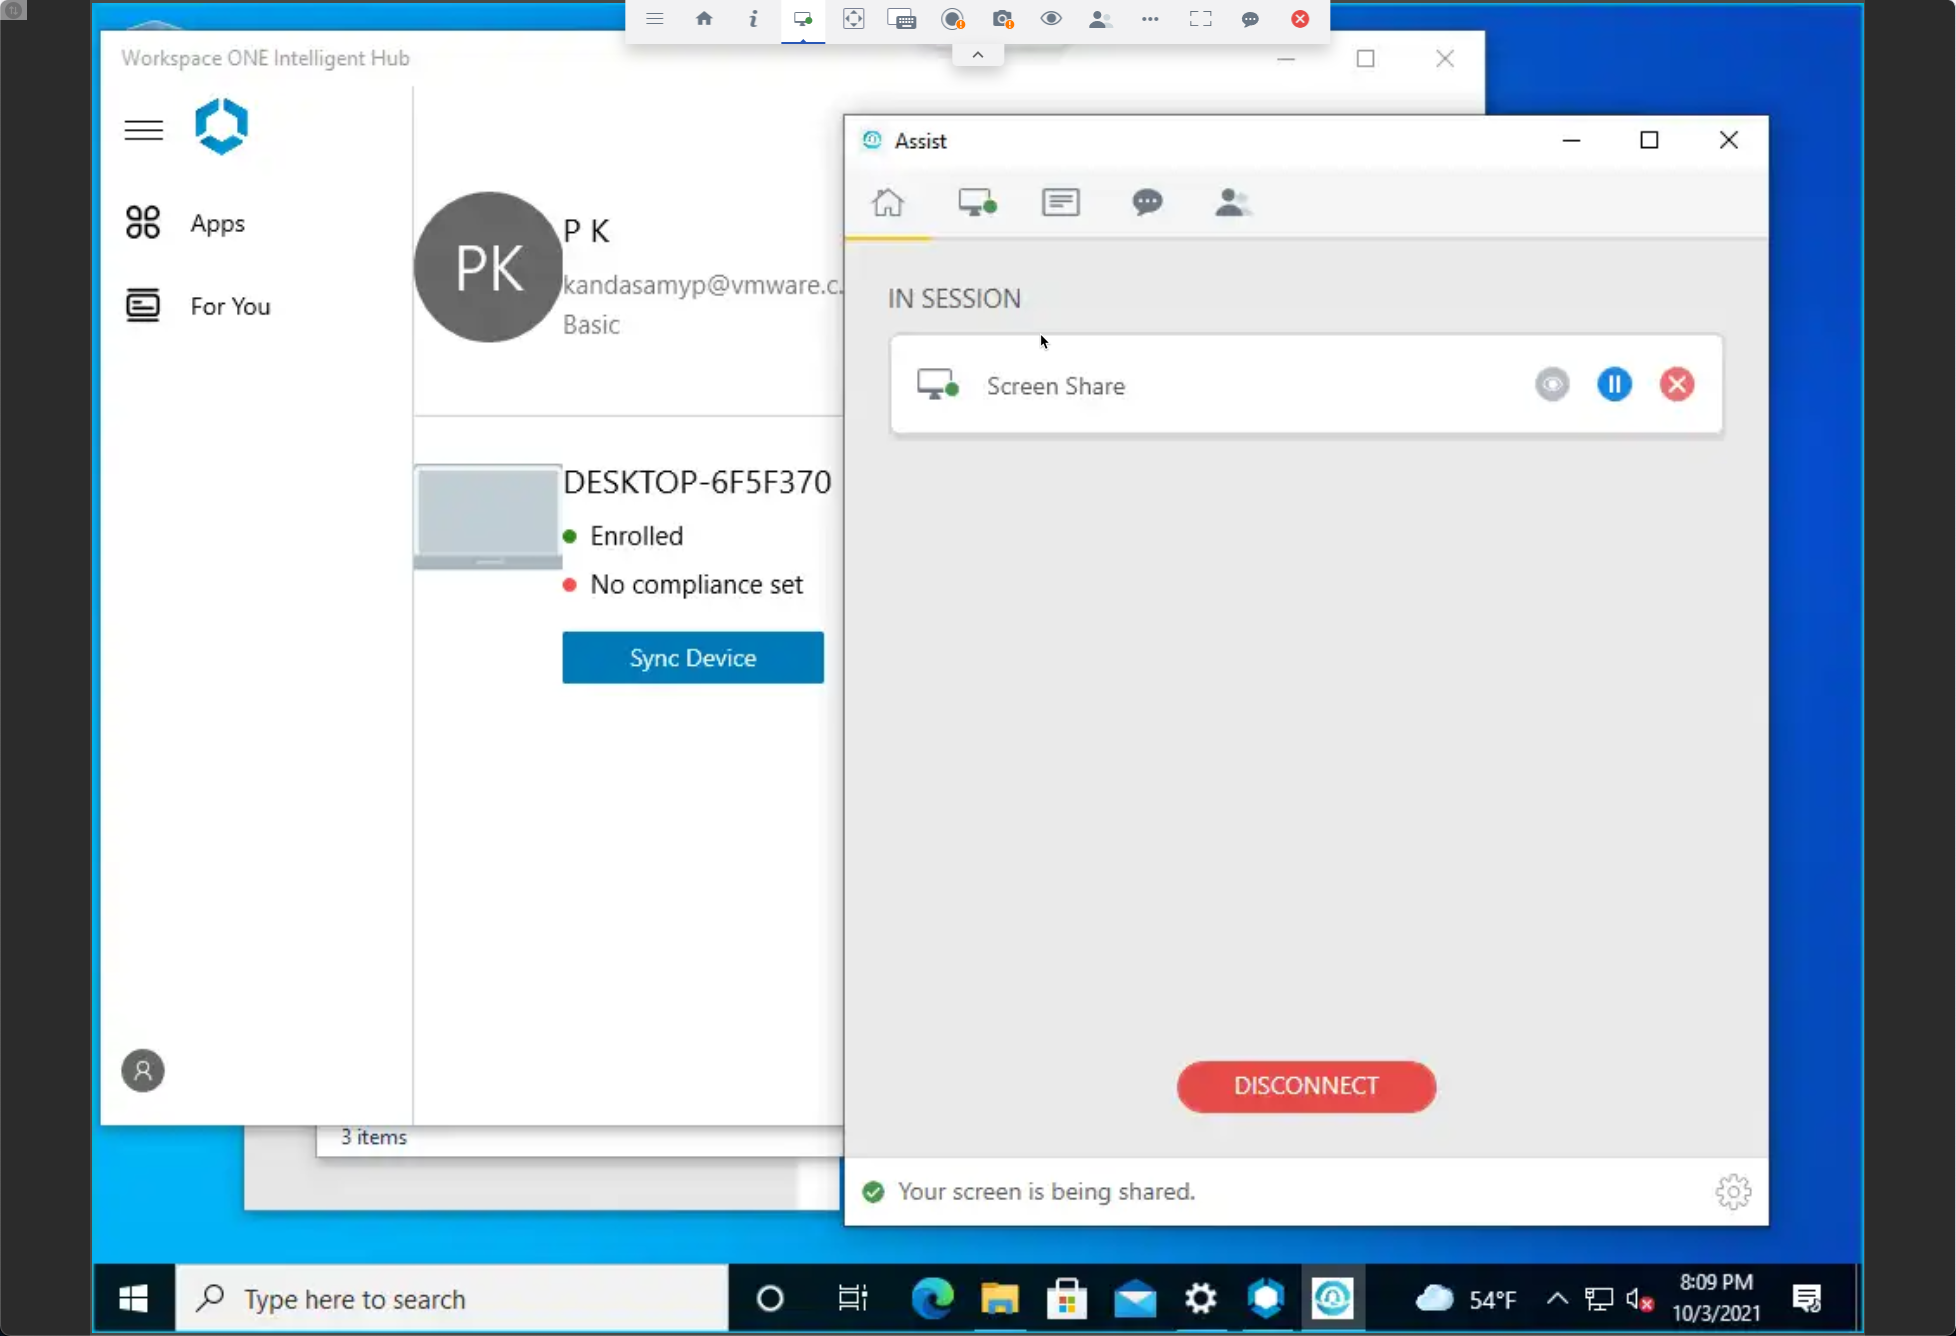 Workspace ONE Intelligent Hub
Apps
For You
PK
P K
kandasamyp@vmware.c.
Basic
DESKTOP-6F5F370
Enrolled
No compliance set
Sync Device
3 items
Assist
IN SESSION
Screen Share
DISCONNECT
Your screen is being shared.
Type here to search
54°F
8:09 PM
10/3/2021